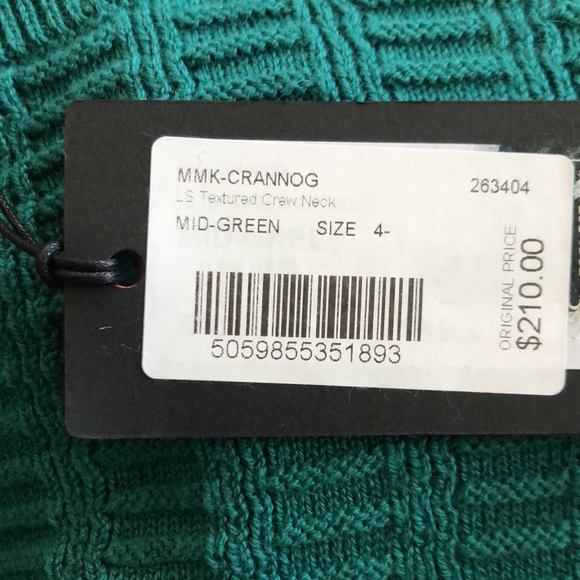 MMK-CRANNOG 263404
LS Textured Crew Neck
MID-GREEN SIZE 4-
5059855351893
ORIGINAL PRICE
$210.00